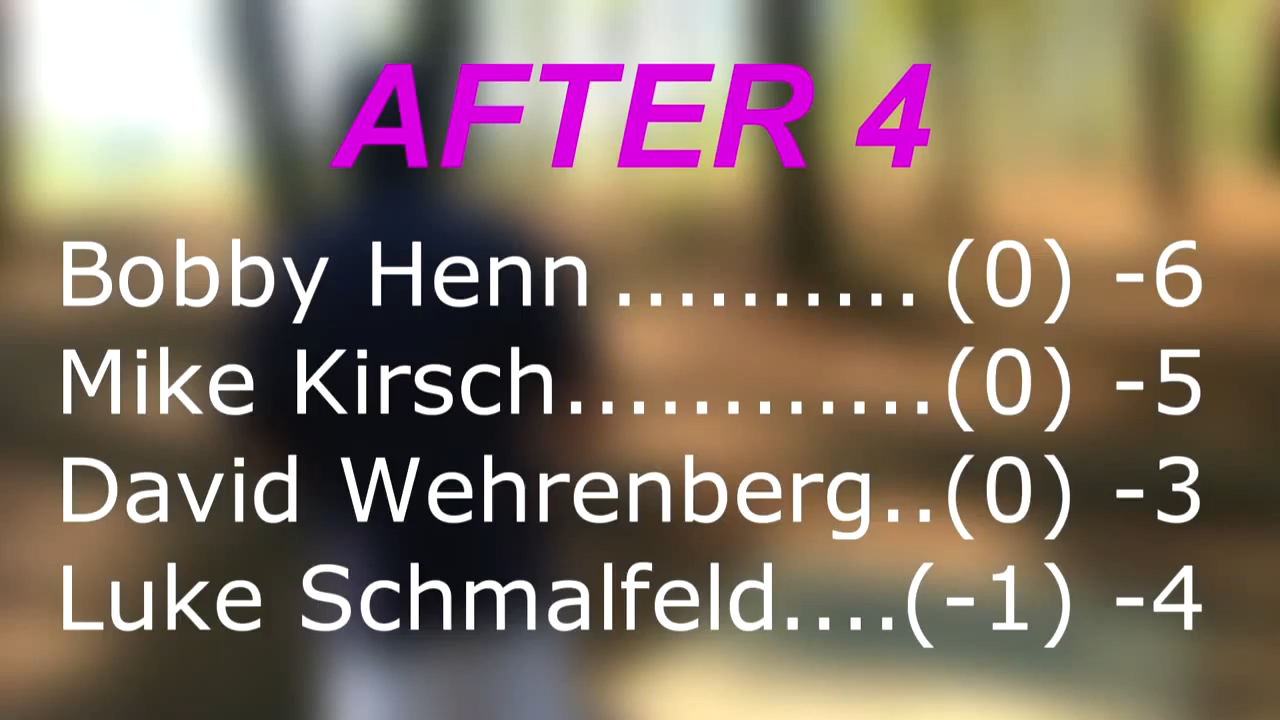 AFTER 4
Bobby Henn .......... (0) -6
Mike Kirsch............(0) -5
David Wehrenberg..(0) -3
Luke Schmalfeld....(-1) -4